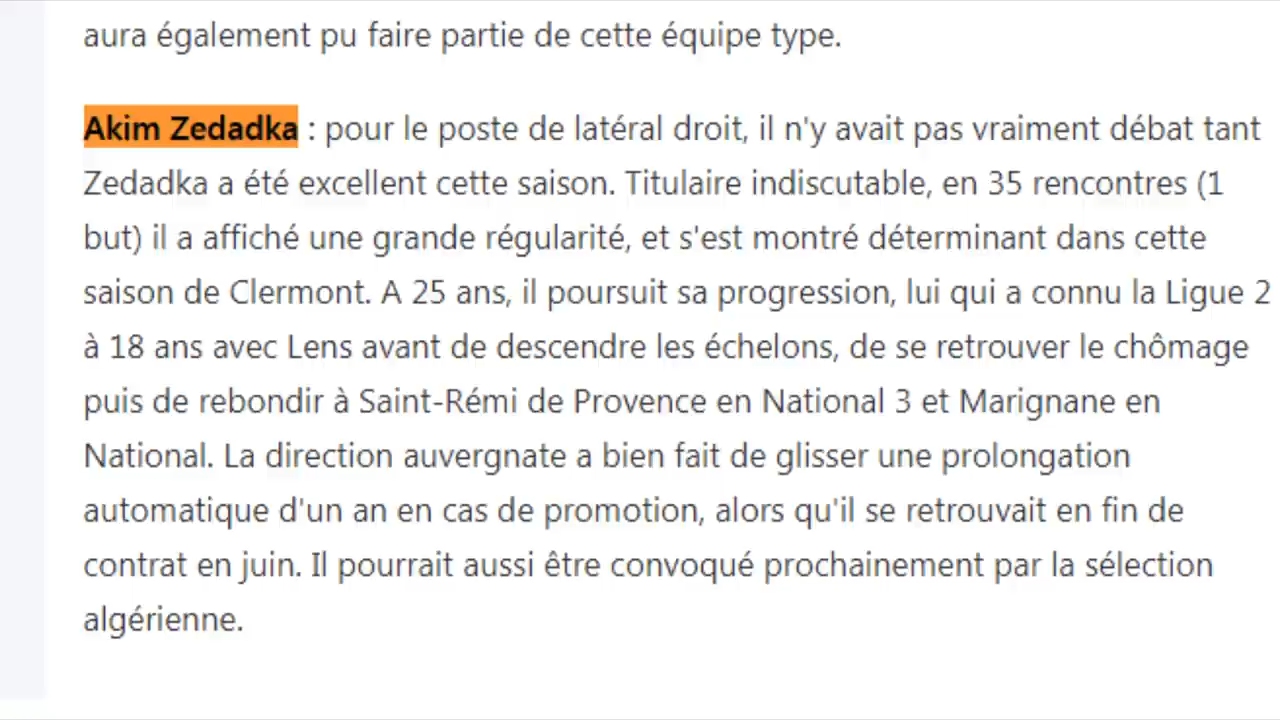 aura également pu faire partie de cette équipe type.
Akim Zedadka : pour le poste de latéral droit, il n'y avait pas vraiment débat tant
Zedadka a été excellent cette saison. Titulaire indiscutable, en 35 rencontres (1
but) il a affiché une grande régularité, et s'est montré déterminant dans cette
saison de Clermont. A 25 ans, il poursuit sa progression, lui qui a connu la Ligue 2
à 18 ans avec Lens avant de descendre les échelons, de se retrouver le chômage
puis de rebondir à Saint-Rémi de Provence en National 3 et Marignane en
National. La direction auvergnate a bien fait de glisser une prolongation
automatique d'un an en cas de promotion, alors qu'il se retrouvait en fin de
contrat en juin. Il pourrait aussi être convoqué prochainement par la sélection
algérienne.